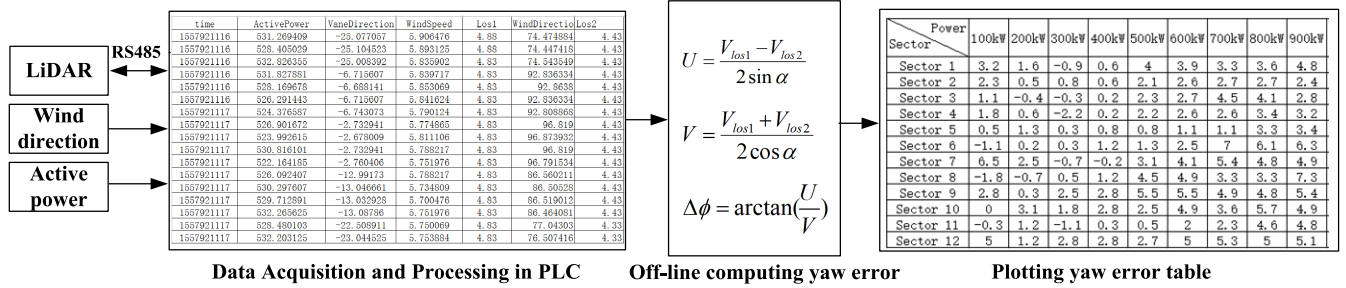 LiDAR
RS485
Wind direction
Active power
time ActivePower VaneDirection WindSpeed Los1 WindDirectio Los2
1557921116 531.269409 -25.077057 5.906476 4.88 74.474884 4.43
1557921116 528.405029 -25.104523 5.893125 4.88 74.447418 4.43
1557921116 532.826355 -25.008392 5.835902 4.83 74.543549 4.43
1557921116 531.827881 -6.715607 5.839717 4.83 92.836334 4.43
1557921116 528.169678 -6.688141 5.853069 4.83 92.8638 4.43
1557921116 526.291443 -6.715607 5.841624 4.83 92.836334 4.43
1557921117 524.376587 -6.743073 5.790124 4.83 92.808868 4.43
1557921117 526.901672 -2.732941 5.774865 4.83 96.819 4.43
1557921117 523.992615 -2.678009 5.811106 4.83 96.873932 4.43
1557921117 530.816101 -2.732941 5.788217 4.83 96.819 4.43
1557921117 522.164185 -2.760406 5.751976 4.83 96.791534 4.43
1557921117 526.092407 -12.99173 5.788217 4.83 86.560211 4.43
1557921117 530.297607 -13.046661 5.734809 4.83 86.50528 4.43
1557921117 529.712891 -13.032928 5.700476 4.83 86.519012 4.43
1557921117 532.265625 -13.08786 5.751976 4.83 86.464081 4.43
1557921117 528.480103 -22.508911 5.750069 4.83 77.04303 4.33
1557921117 532.203125 -23.044525 5.753884 4.83 76.507416 4.33
Data Acquisition and Processing in PLC
U = (V_los1 − V_los2) / (2 sin α)
V = (V_los1 + V_los2) / (2 cos α)
Δϕ = arctan(U/V)
Off-line computing yaw error
Power
Sector 100kW 200kW 300kW 400kW 500kW 600kW 700kW 800kW 900kW
Sector 1 3.2 1.6 -0.9 0.6 4 3.9 3.3 3.6 4.8
Sector 2 2.3 0.5 0.8 0.6 2.1 2.6 2.7 2.7 2.4
Sector 3 1.1 -0.4 -0.3 0.2 2.3 2.7 4.5 4.1 2.8
Sector 4 1.8 0.6 -2.2 0.2 2.2 2.6 2.6 3.4 3.2
Sector 5 0.5 1.3 0.3 0.8 0.8 1.1 1.1 3.3 3.4
Sector 6 -1.1 0.2 0.3 1.2 1.3 2.5 7 6.1 6.3
Sector 7 6.5 2.5 -0.7 -0.2 3.1 4.1 5.4 4.8 4.9
Sector 8 -1.8 -0.7 0.5 1.2 4.5 4.9 3.3 3.3 7.3
Sector 9 2.8 0.3 2.5 2.8 5.5 5.5 4.9 4.8 5.4
Sector 10 0 3.1 1.8 2.8 2.5 4.9 3.6 5.7 4.9
Sector 11 -0.3 1.2 -1.1 0.3 0.5 2 2.3 4.6 4.8
Sector 12 5 1.2 2.8 2.8 2.7 5 5.3 5 5.1
Plotting yaw error table